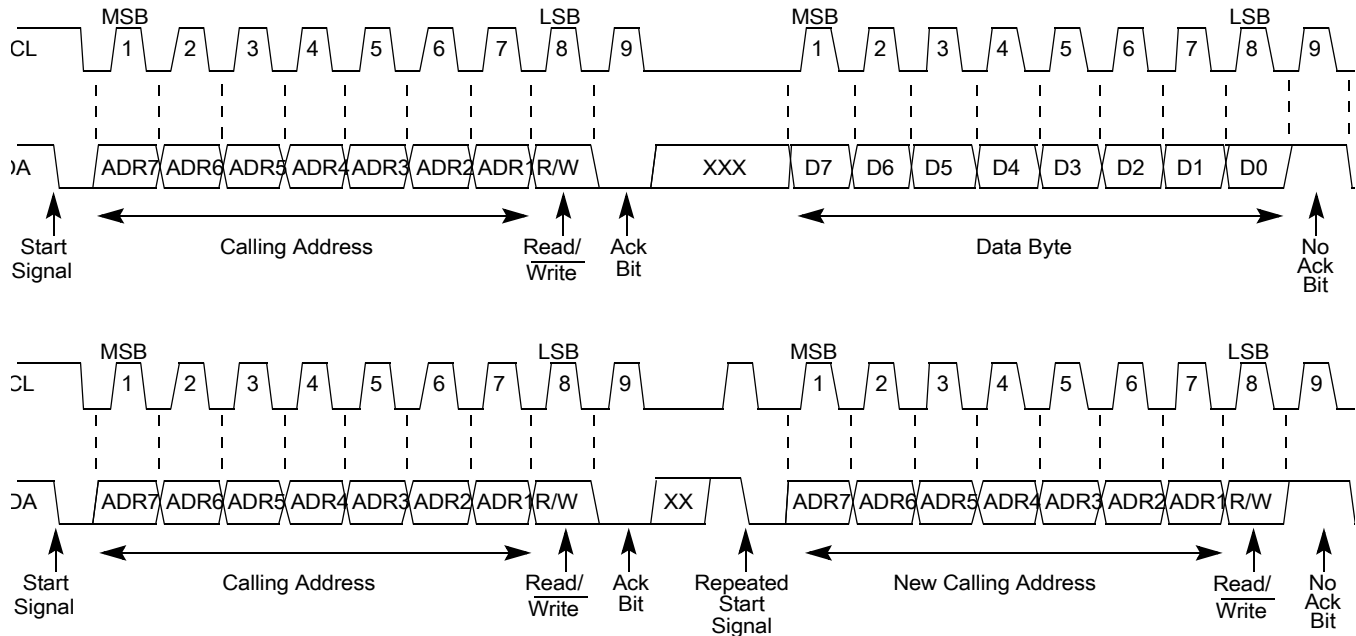 MSB LSB MSB LSB
CL 1 2 3 4 5 6 7 8 9 1 2 3 4 5 6 7 8 9
DA ADR7 ADR6 ADR5 ADR4 ADR3 ADR2 ADR1 R/W XXX D7 D6 D5 D4 D3 D2 D1 D0
Start Signal
Calling Address
Read/
Write
Ack
Bit
Data Byte
No
Ack
Bit
MSB LSB MSB LSB
CL 1 2 3 4 5 6 7 8 9 1 2 3 4 5 6 7 8 9
DA ADR7 ADR6 ADR5 ADR4 ADR3 ADR2 ADR1 R/W XX ADR7 ADR6 ADR5 ADR4 ADR3 ADR2 ADR1 R/W
Start
Signal
Calling Address
Read/
Write
Ack
Bit
Repeated
Start
Signal
New Calling Address
Read/
Write
No
Ack
Bit